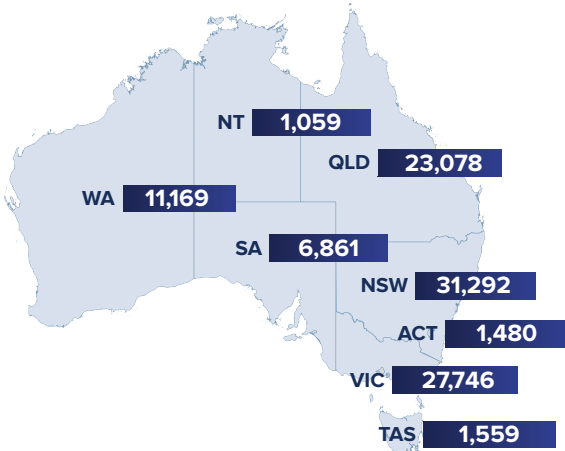 NT 1,059
QLD 23,078
WA 11,169
SA 6,861
NSW 31,292
ACT 1,480
VIC 27,746
TAS 1,559